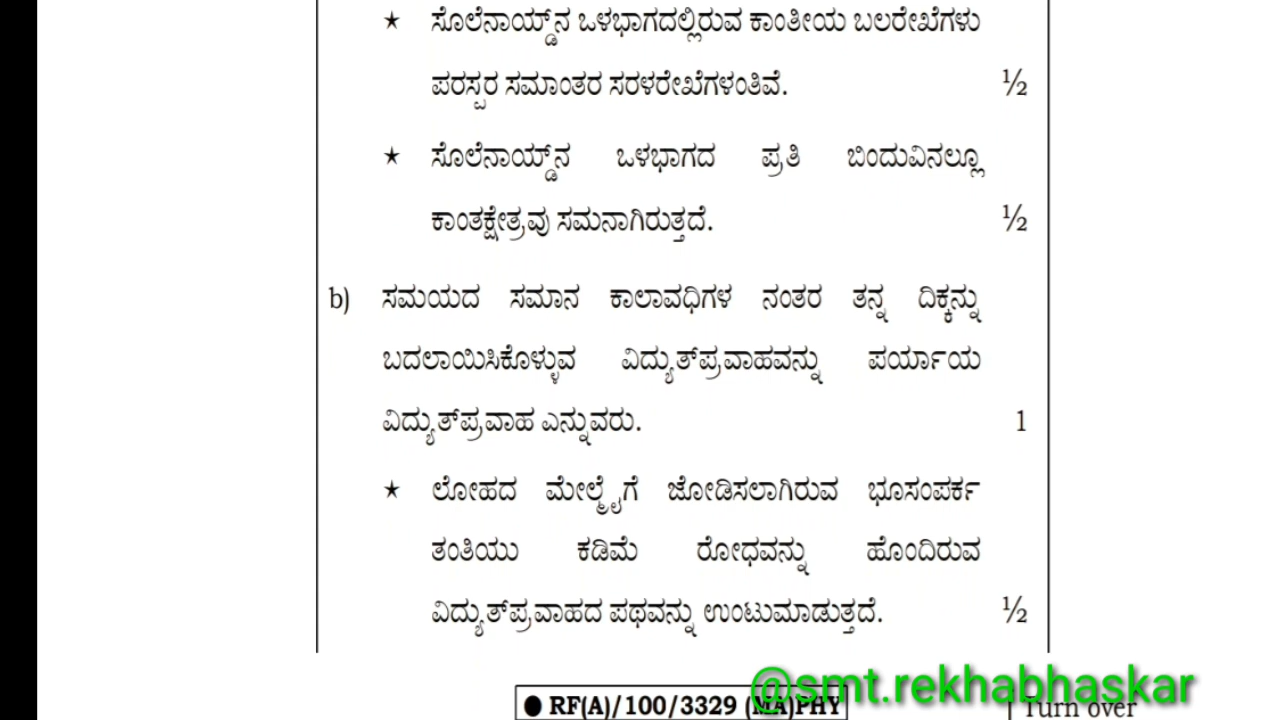 ★ ಸೊಲೆನಾಯ್ಡ್‌ನ ಒಳಭಾಗದಲ್ಲಿರುವ ಕಾಂತೀಯ ಬಲರೇಖೆಗಳು
ಪರಸ್ಪರ ಸಮಾಂತರ ಸರಳರೇಖೆಗಳಂತಿವೆ. ½
★ ಸೊಲೆನಾಯ್ಡ್‌ನ ಒಳಭಾಗದ ಪ್ರತಿ ಬಿಂದುವಿನಲ್ಲೂ
ಕಾಂತಕ್ಷೇತ್ರವು ಸಮನಾಗಿರುತ್ತದೆ. ½
b) ಸಮಯದ ಸಮಾನ ಕಾಲಾವಧಿಗಳ ನಂತರ ತನ್ನ ದಿಕ್ಕನ್ನು
ಬದಲಾಯಿಸಿಕೊಳ್ಳುವ ವಿದ್ಯುತ್‌ಪ್ರವಾಹವನ್ನು ಪರ್ಯಾಯ
ವಿದ್ಯುತ್‌ಪ್ರವಾಹ ಎನ್ನುವರು. 1
★ ಲೋಹದ ಮೇಲ್ಮೈಗೆ ಜೋಡಿಸಲಾಗಿರುವ ಭೂಸಂಪರ್ಕ
ತಂತಿಯು ಕಡಿಮೆ ರೋಧವನ್ನು ಹೊಂದಿರುವ
ವಿದ್ಯುತ್‌ಪ್ರವಾಹದ ಪಥವನ್ನು ಉಂಟುಮಾಡುತ್ತದೆ. ½
@smt.rekhabhaskar
● RF(A)/100/3329 (MA)PHY Turn over